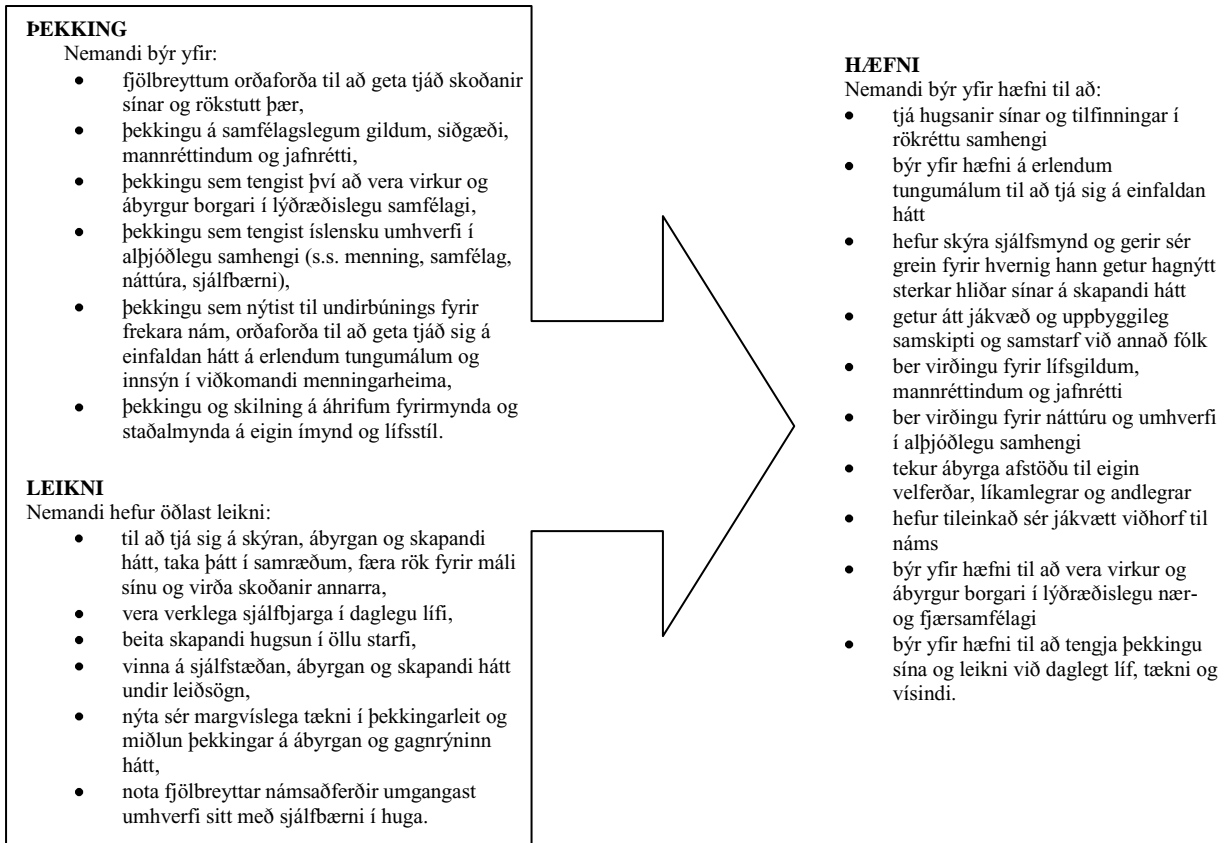 ÞEKKING
Nemandi býr yfir:
• fjölbreyttum orðaforða til að geta tjáð skoðanir
sínar og rökstutt þær,
• þekkingu á samfélagslegum gildum, siðgæði,
mannréttindum og jafnrétti,
• þekkingu sem tengist því að vera virkur og
ábyrgur borgari í lýðræðislegu samfélagi,
• þekkingu sem tengist íslensku umhverfi í
alþjóðlegu samhengi (s.s. menning, samfélag,
náttúra, sjálfbærni),
• þekkingu sem nýtist til undirbúnings fyrir
frekara nám, orðaforða til að geta tjáð sig á
einfaldan hátt á erlendum tungumálum og
innsýn í viðkomandi menningarheima,
• þekkingu og skilning á áhrifum fyrirmynda og
staðalmynda á eigin ímynd og lífsstíl.
LEIKNI
Nemandi hefur öðlast leikni:
• til að tjá sig á skýran, ábyrgan og skapandi
hátt, taka þátt í samræðum, færa rök fyrir máli
sínu og virða skoðanir annarra,
• vera verklega sjálfbjarga í daglegu lífi,
• beita skapandi hugsun í öllu starfi,
• vinna á sjálfstæðan, ábyrgan og skapandi hátt
undir leiðsögn,
• nýta sér margvíslega tækni í þekkingarleit og
miðlun þekkingar á ábyrgan og gagnrýninn
hátt,
• nota fjölbreyttar námsaðferðir umgangast
umhverfi sitt með sjálfbærni í huga.
HÆFNI
Nemandi býr yfir hæfni til að:
• tjá hugsanir sínar og tilfinningar í
rökréttu samhengi
• býr yfir hæfni á erlendum
tungumálum til að tjá sig á einfaldan
hátt
• hefur skýra sjálfsmynd og gerir sér
grein fyrir hvernig hann getur hagnýtt
sterkar hliðar sínar á skapandi hátt
• getur átt jákvæð og uppbyggileg
samskipti og samstarf við annað fólk
• ber virðingu fyrir lífsgildum,
mannréttindum og jafnrétti
• ber virðingu fyrir náttúru og umhverfi
í alþjóðlegu samhengi
• tekur ábyrga afstöðu til eigin
velferðar, líkamlegrar og andlegrar
• hefur tileinkað sér jákvætt viðhorf til
náms
• býr yfir hæfni til að vera virkur og
ábyrgur borgari í lýðræðislegu nær-
og fjærsamfélagi
• býr yfir hæfni til að tengja þekkingu
sína og leikni við daglegt líf, tækni og
vísindi.